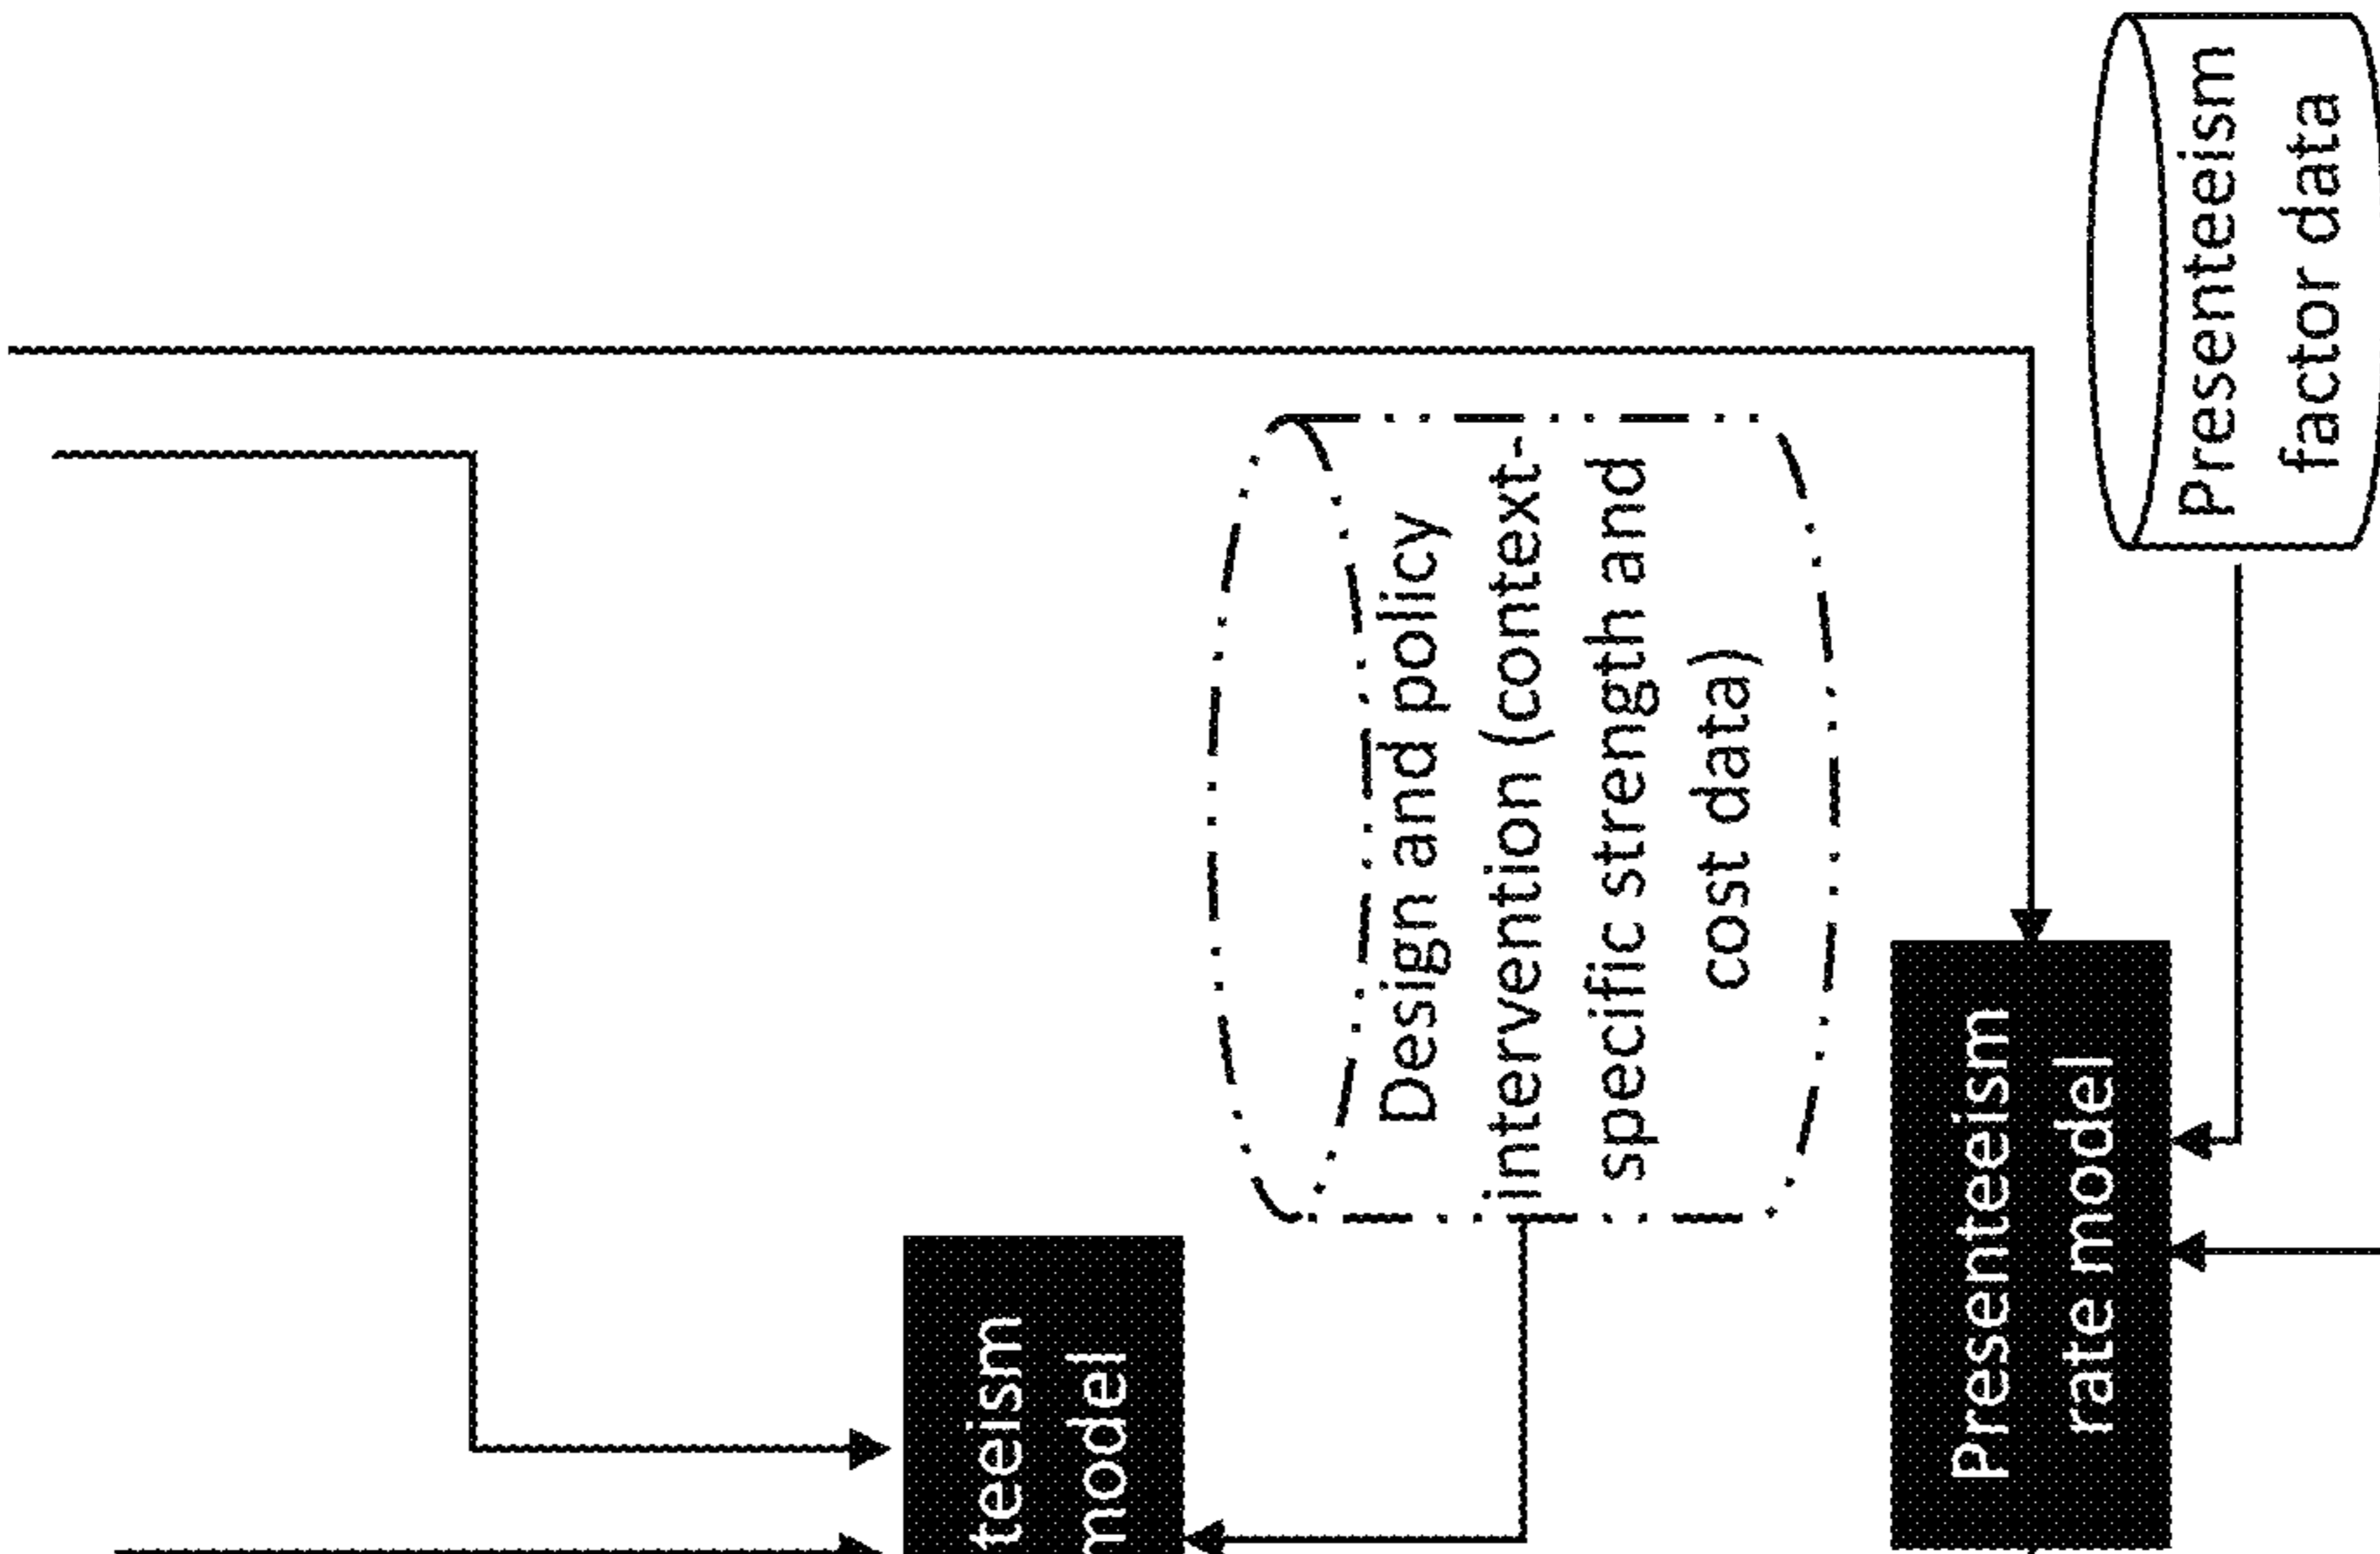 Presenteeism
factor data
Design and policy
intervention (context-
specific strength and
cost data)
Presenteeism
rate model
teeism
model